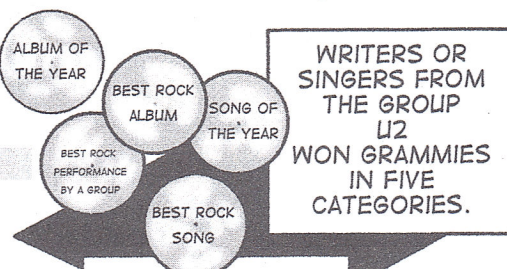 ALBUM OF
THE YEAR
BEST ROCK
ALBUM
SONG OF
THE YEAR
BEST ROCK
PERFORMANCE
BY A GROUP
BEST ROCK
SONG
WRITERS OR
SINGERS FROM
THE GROUP
U2
WON GRAMMIES
IN FIVE
CATEGORIES.